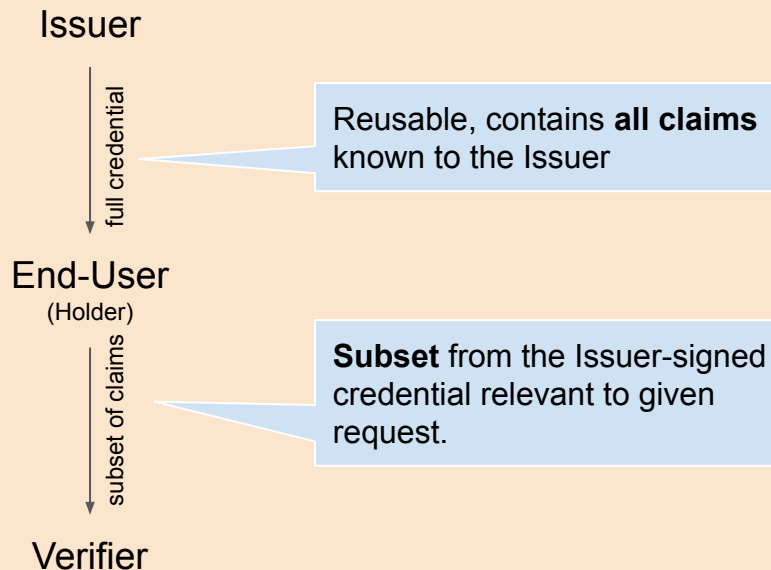 Issuer
full credential
Reusable, contains all claims
known to the Issuer
End-User
(Holder)
subset of claims
Subset from the Issuer-signed
credential relevant to given
request.
Verifier